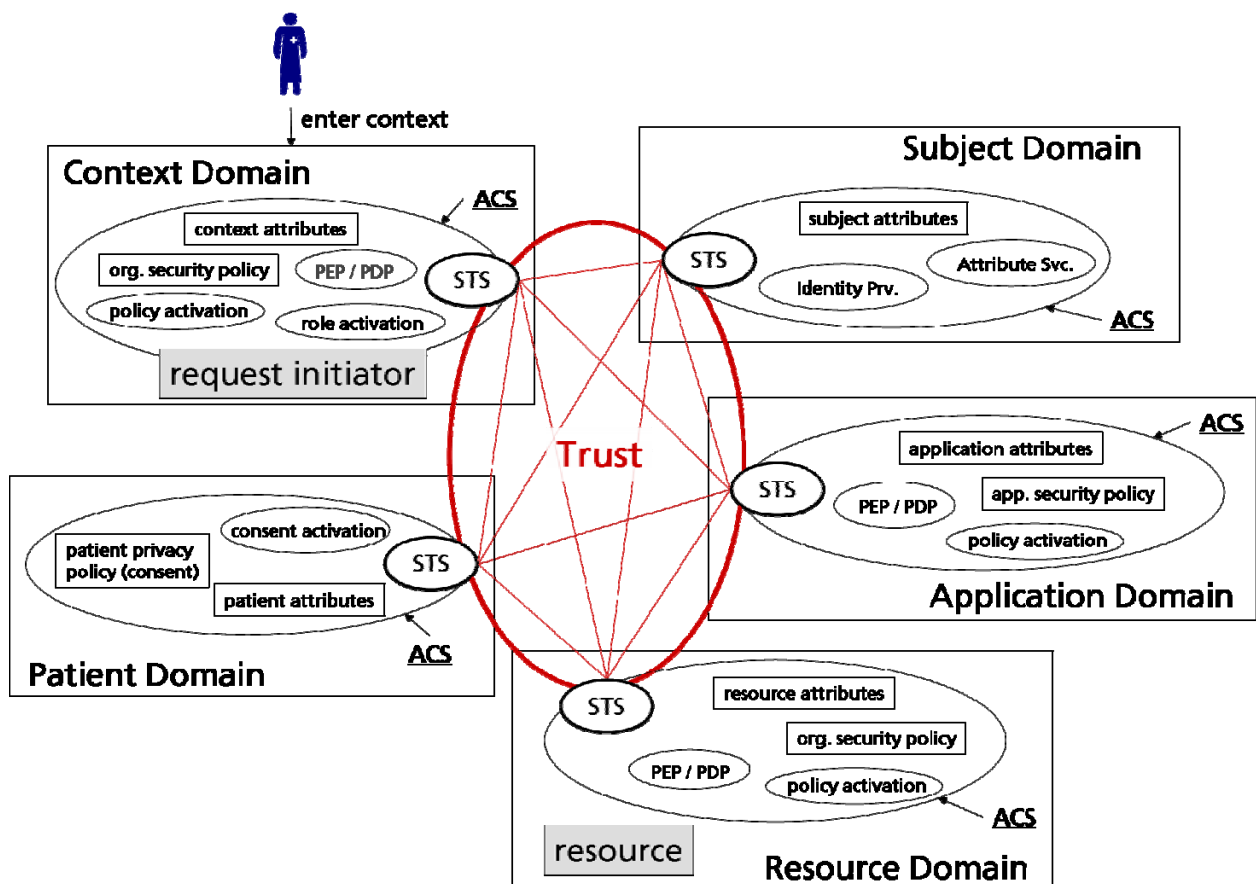 enter context
Context Domain
ACS
context attributes
org. security policy
PEP / PDP
policy activation
role activation
STS
request initiator
Subject Domain
subject attributes
STS
Attribute Svc.
Identity Prv.
ACS
Trust
ACS
application attributes
STS
PEP / PDP
app. security policy
policy activation
Application Domain
consent activation
patient privacy
policy (consent)
STS
patient attributes
ACS
Patient Domain
STS
resource attributes
org. security policy
PEP / PDP
policy activation
ACS
resource
Resource Domain